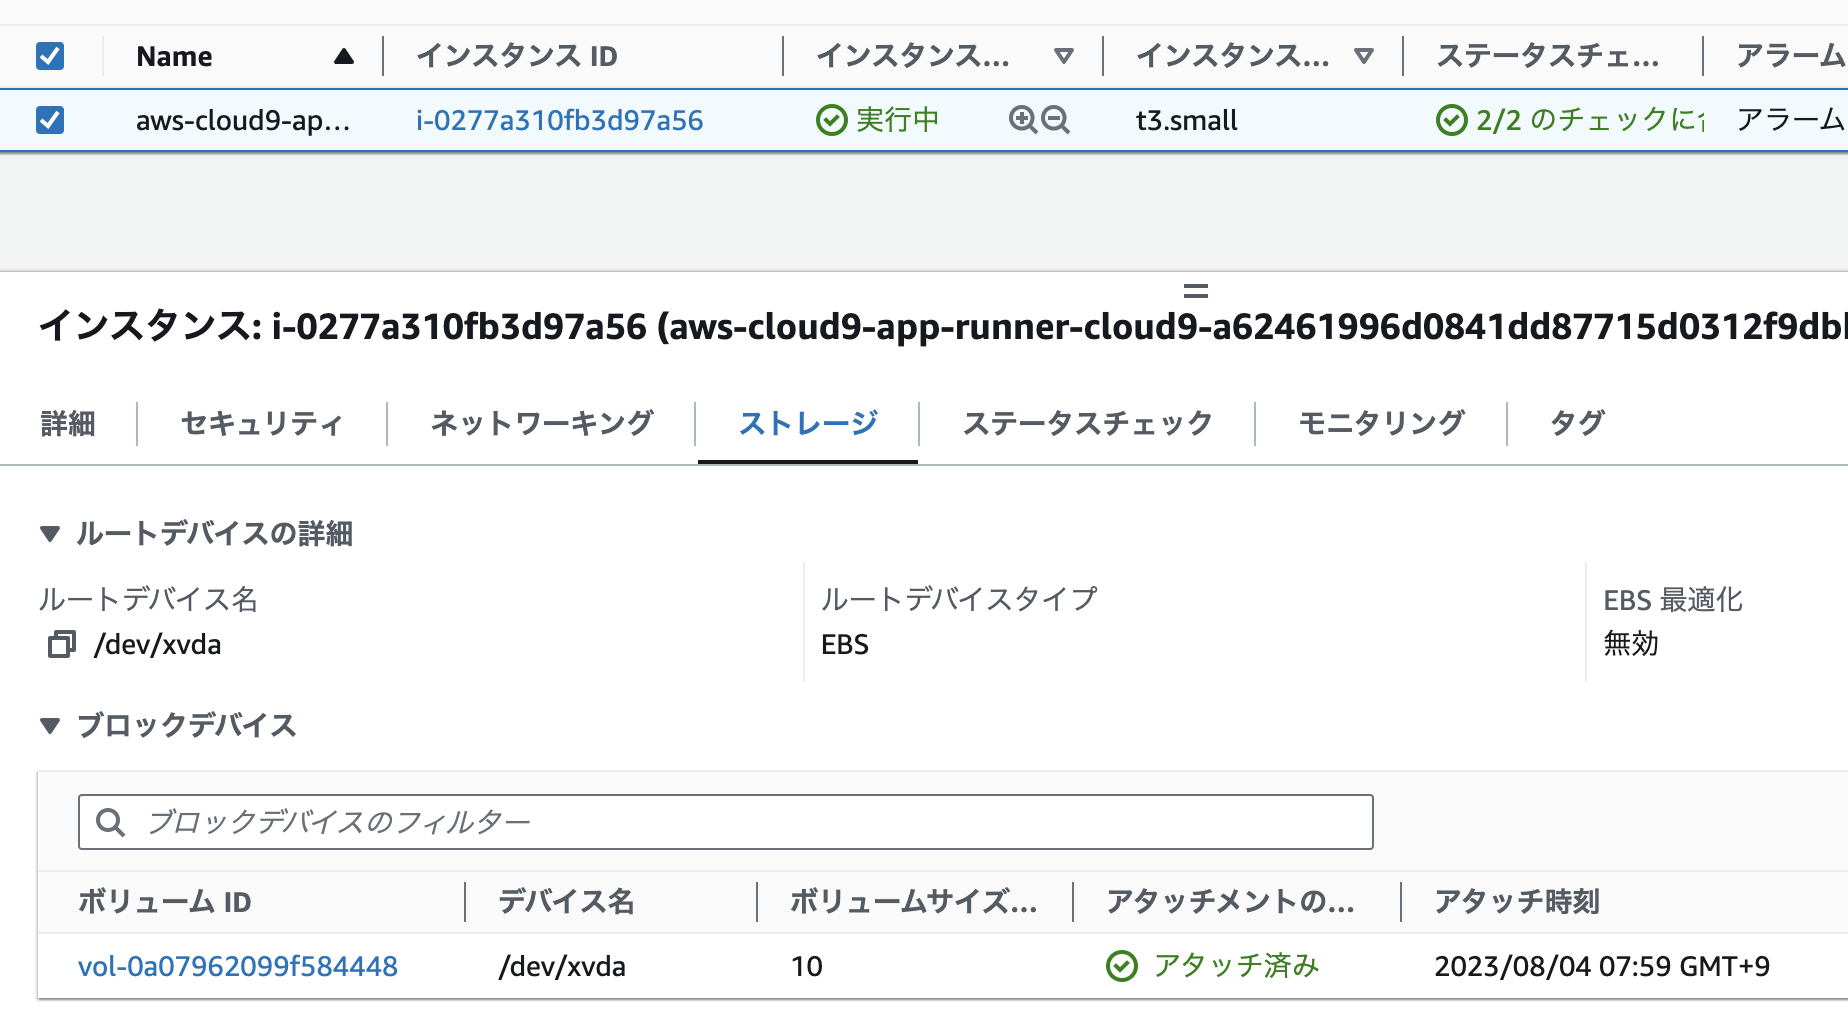 Name インスタンス ID インスタンス... インスタンス... ステータスチェ... アラーム
aws-cloud9-ap... i-0277a310fb3d97a56 実行中 t3.small 2/2 のチェックに アラーム
インスタンス: i-0277a310fb3d97a56 (aws-cloud9-app-runner-cloud9-a62461996d0841dd87715d0312f9db
詳細 セキュリティ ネットワーキング ストレージ ステータスチェック モニタリング タグ
ルートデバイスの詳細
ルートデバイス名 ルートデバイスタイプ EBS 最適化
/dev/xvda EBS 無効
ブロックデバイス
ブロックデバイスのフィルター
ボリューム ID デバイス名 ボリュームサイズ... アタッチメントの... アタッチ時刻
vol-0a07962099f584448 /dev/xvda 10 アタッチ済み 2023/08/04 07:59 GMT+9